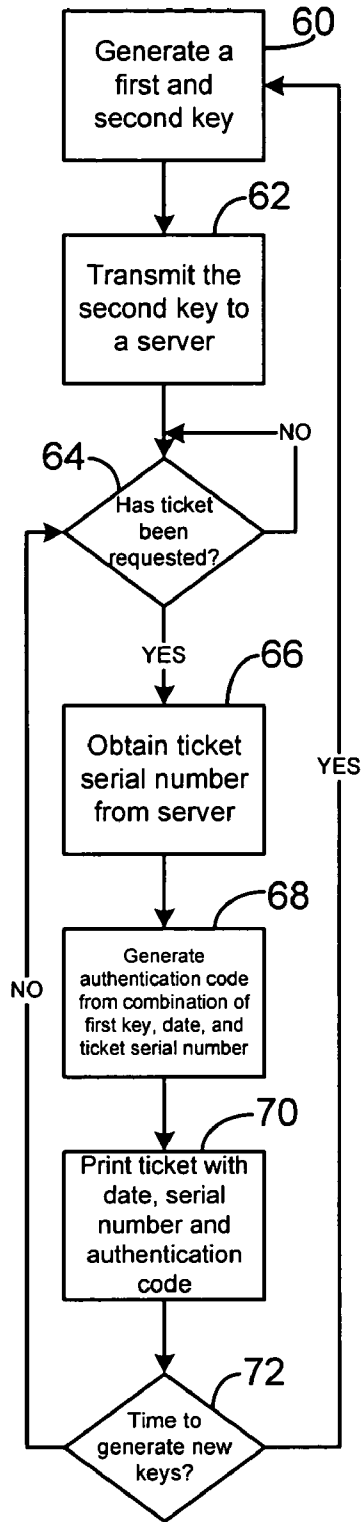 60
Generate a
first and
second key
62
Transmit the
second key to
a server
NO
64
Has ticket
been
requested?
YES
66
Obtain ticket
serial number
from server
YES
68
Generate
authentication code
from combination of
first key, date, and
ticket serial number
NO
70
Print ticket with
date, serial
number and
authentication
code
72
Time to
generate new
keys?